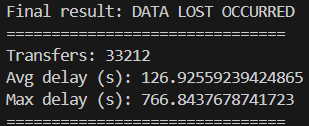 Final result: DATA LOST OCCURRED
===============================
Transfers: 33212
Avg delay (s): 126.92559239424865
Max delay (s): 766.8437678741723
===============================